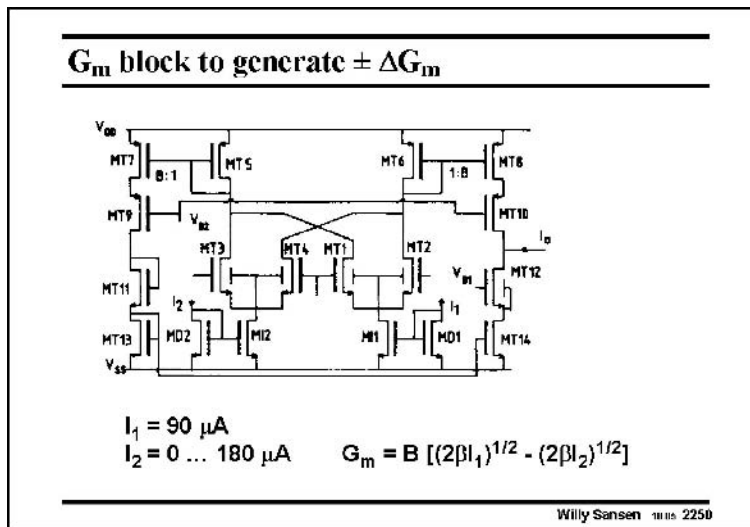 Gm block to generate ± ΔGm
VDD
MT7
B:1
MT5
MT6
1:B
MT8
MT9
VB2
MT10
Io
MT3
MT4
MT1
MT2
VB1
MT12
MT11
I2
I1
MT13
MD2
MI2
MI1
MD1
MT14
VSS
I1 = 90 μA
I2 = 0 ... 180 μA Gm = B [(2βI1)1/2 - (2βI2)1/2]
Willy Sansen 2250